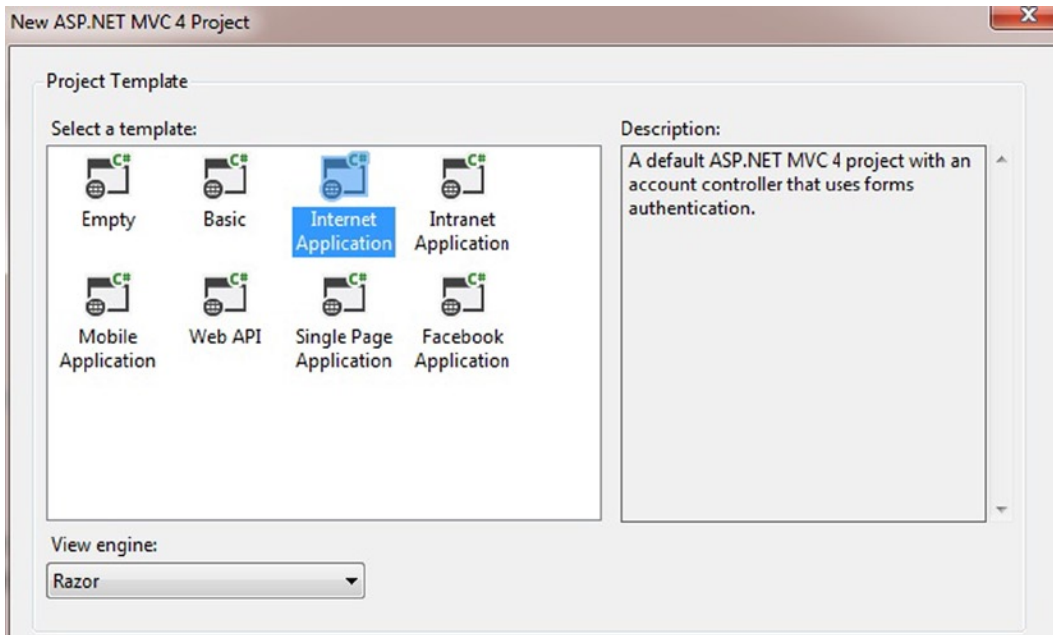 New ASP.NET MVC 4 Project
Project Template
Select a template:
Description:
C# C# C# C#
Empty Basic Internet Application Intranet Application
C# C# C# C#
Mobile Application Web API Single Page Application Facebook Application
A default ASP.NET MVC 4 project with an
account controller that uses forms
authentication.
View engine:
Razor